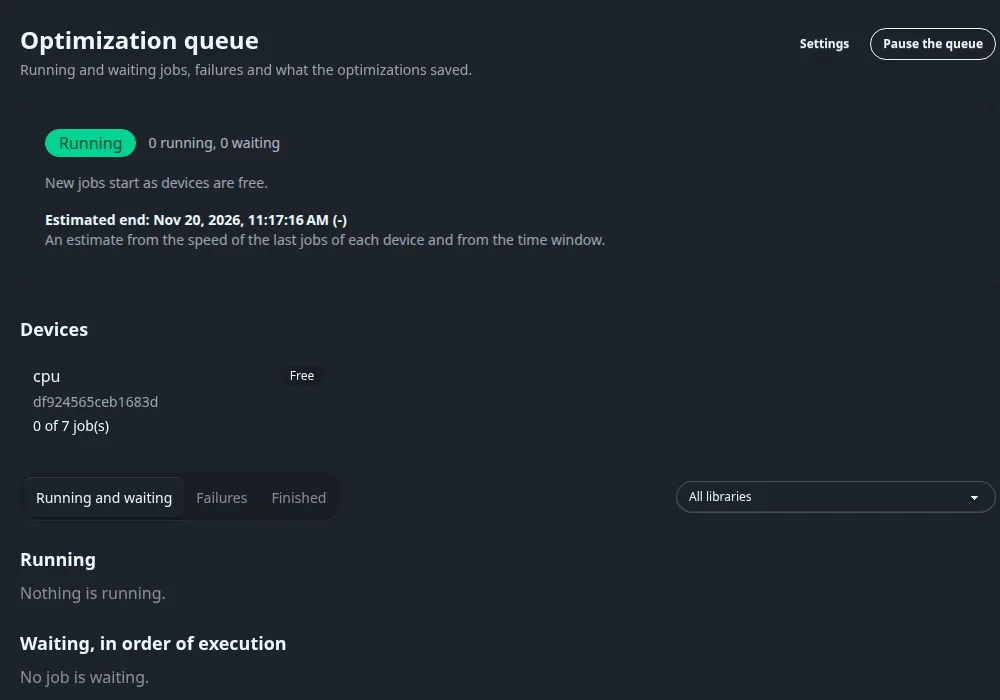 Optimization queue
Settings
Pause the queue
Running and waiting jobs, failures and what the optimizations saved.
Running
0 running, 0 waiting
New jobs start as devices are free.
Estimated end: Nov 20, 2026, 11:17:16 AM (-)
An estimate from the speed of the last jobs of each device and from the time window.
Devices
cpu
Free
df924565ceb1683d
0 of 7 job(s)
Running and waiting
Failures
Finished
All libraries
Running
Nothing is running.
Waiting, in order of execution
No job is waiting.